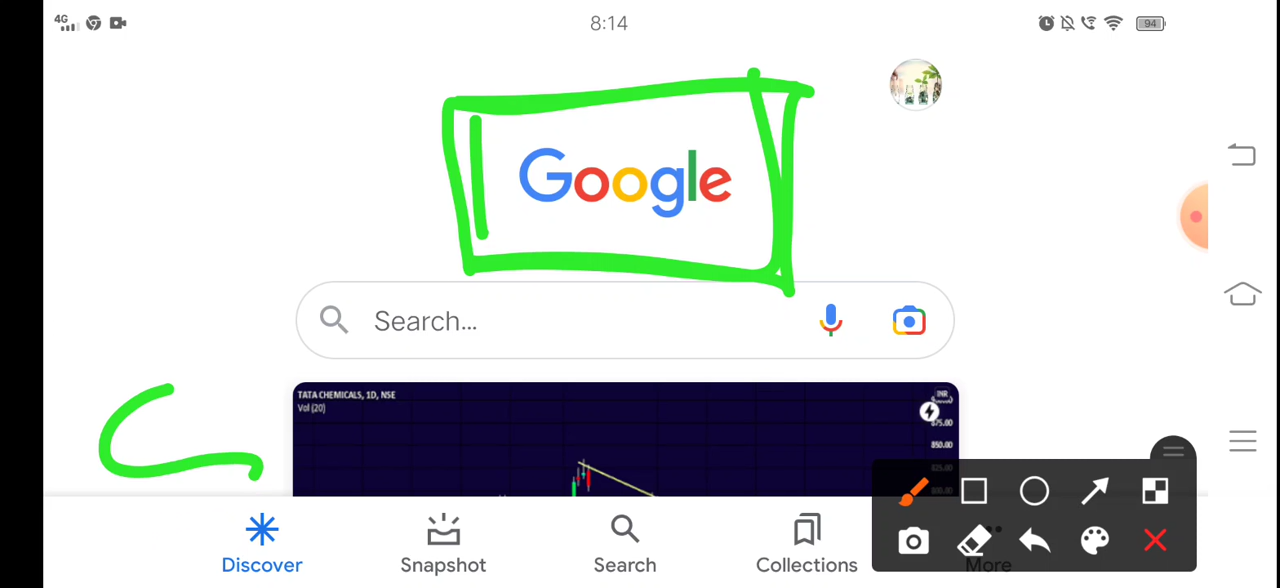 4G
8:14
94
Google
Search...
TATA CHEMICALS, 1D, NSE
Vol (20)
INR
875.00
850.00
825.00
Discover
Snapshot
Search
Collections
More